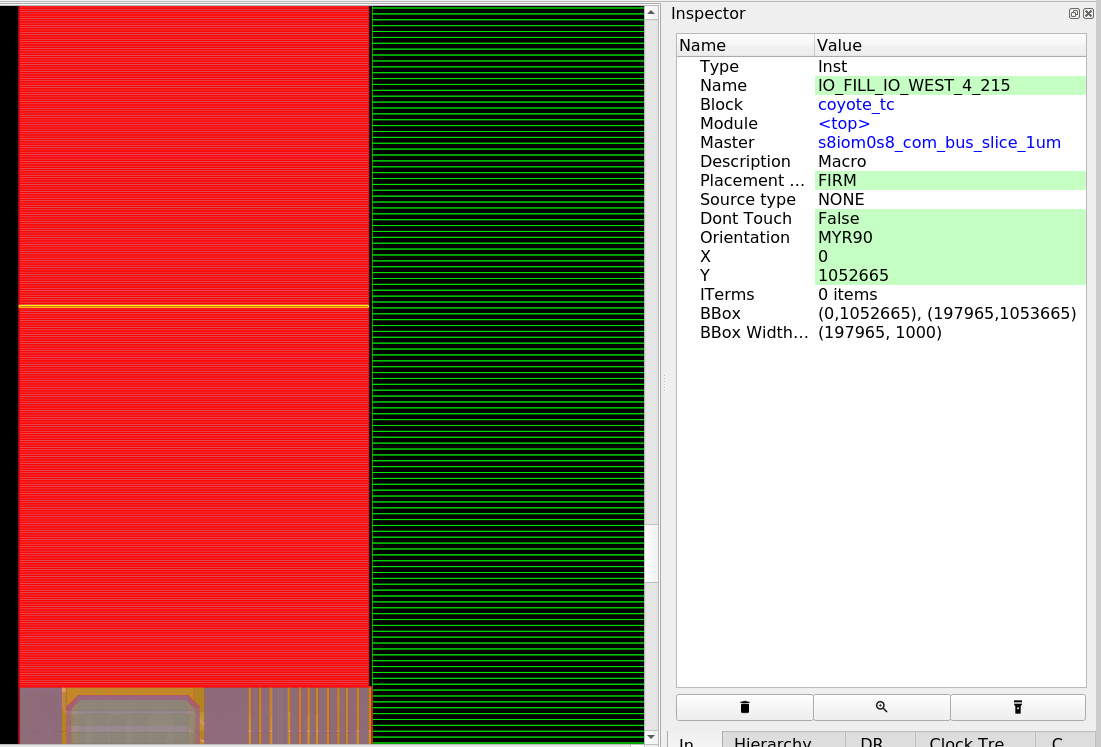 Inspector
Name Value
Type Inst
Name IO_FILL_IO_WEST_4_215
Block coyote_tc
Module <top>
Master s8iom0s8_com_bus_slice_1um
Description Macro
Placement ... FIRM
Source type NONE
Dont Touch False
Orientation MYR90
X 0
Y 1052665
ITerms 0 items
BBox (0,1052665), (197965,1053665)
BBox Width... (197965, 1000)
In Hierarchy DR Clock Tre C